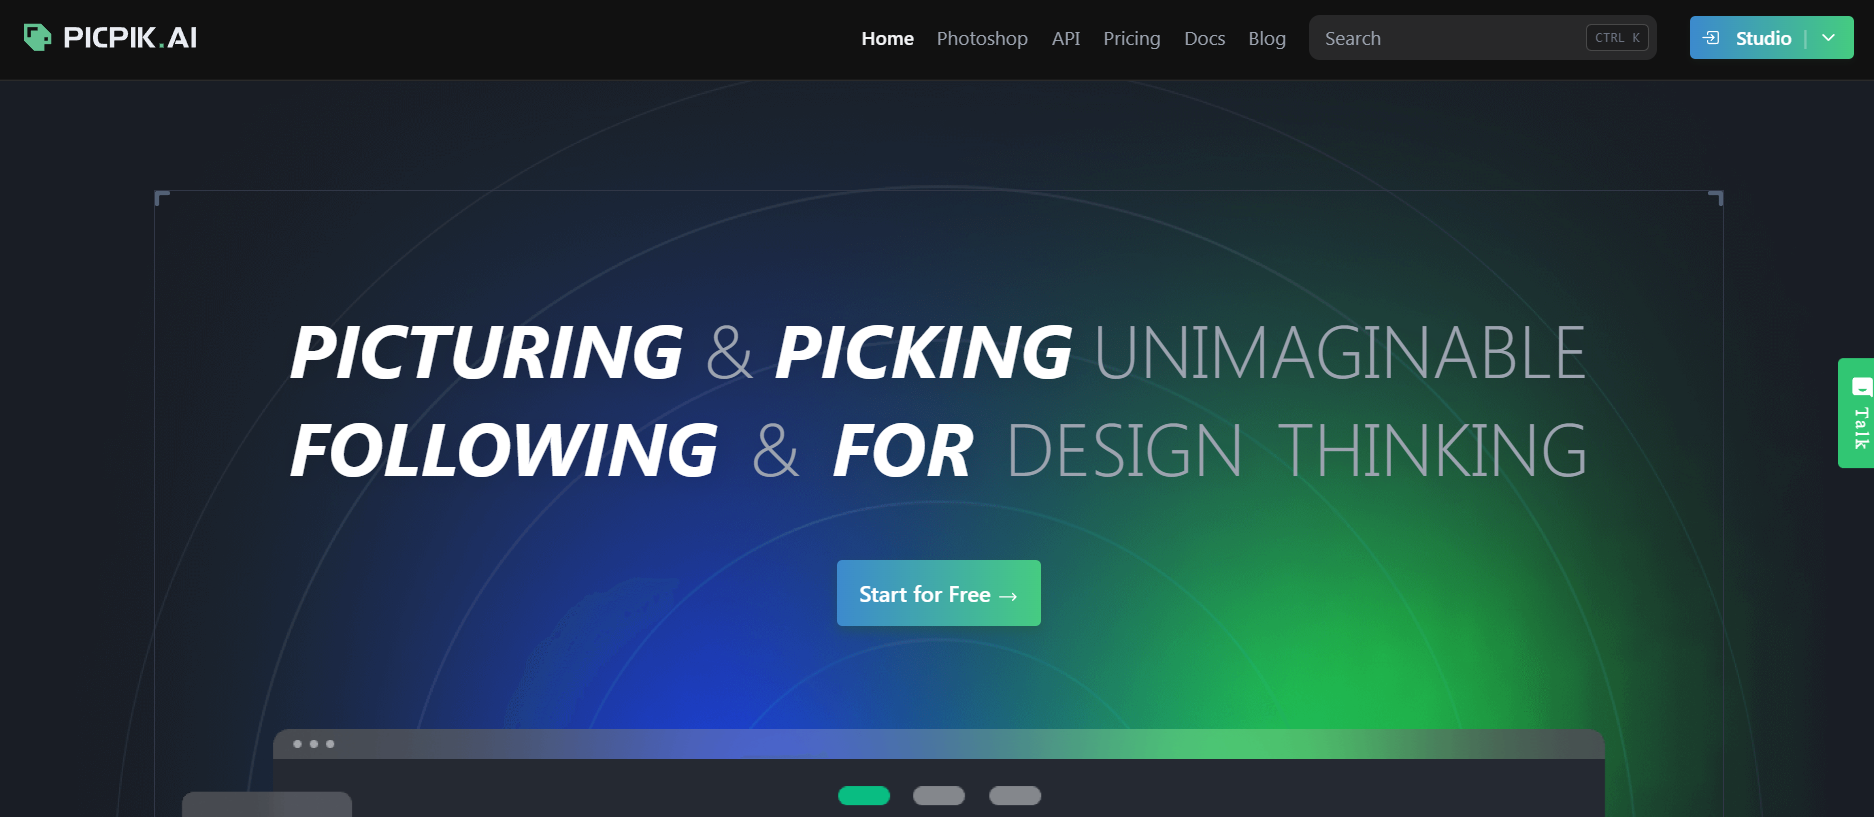 PICPIK.AI
Home Photoshop API Pricing Docs Blog Search CTRL K Studio
PICTURING & PICKING UNIMAGINABLE
FOLLOWING & FOR DESIGN THINKING
Talk
Start for Free →